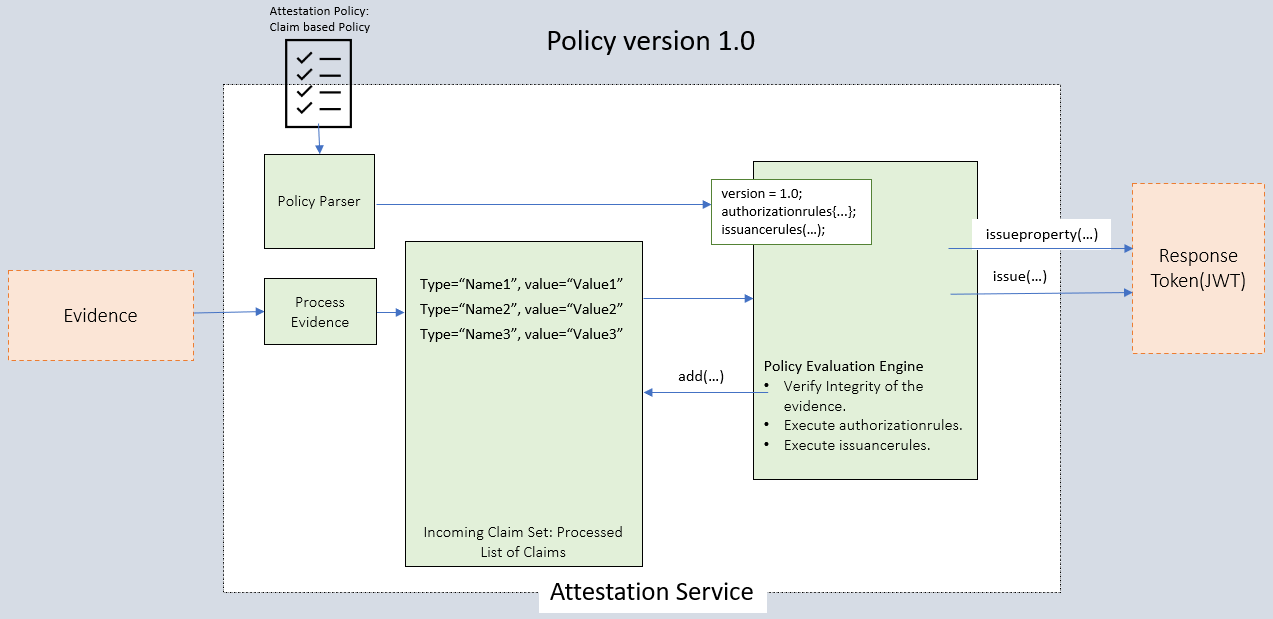 Attestation Policy:
Claim based Policy
Policy version 1.0
Policy Parser
version = 1.0;
authorizationrules{...};
issuancerules(…);
issueproperty(…)
issue(…)
Response
Token(JWT)
Evidence
Process
Evidence
Type=“Name1”, value=“Value1”
Type=“Name2”, value=“Value2”
Type=“Name3”, value=“Value3”
add(…)
Policy Evaluation Engine
• Verify Integrity of the
evidence.
• Execute authorizationrules.
• Execute issuancerules.
Incoming Claim Set: Processed
List of Claims
Attestation Service